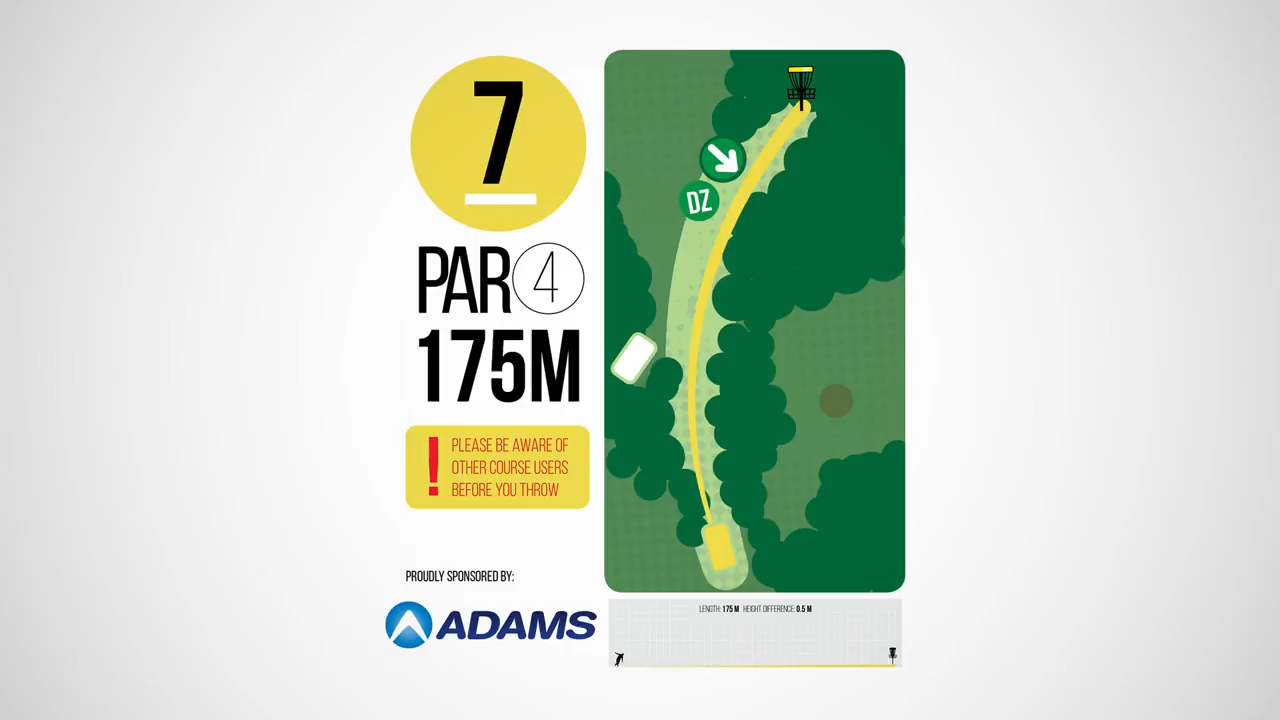 7
PAR 4
175M
! PLEASE BE AWARE OF
OTHER COURSE USERS
BEFORE YOU THROW
PROUDLY SPONSORED BY:
ADAMS
DZ
LENGTH: 175 M HEIGHT DIFFERENCE: 0.5 M